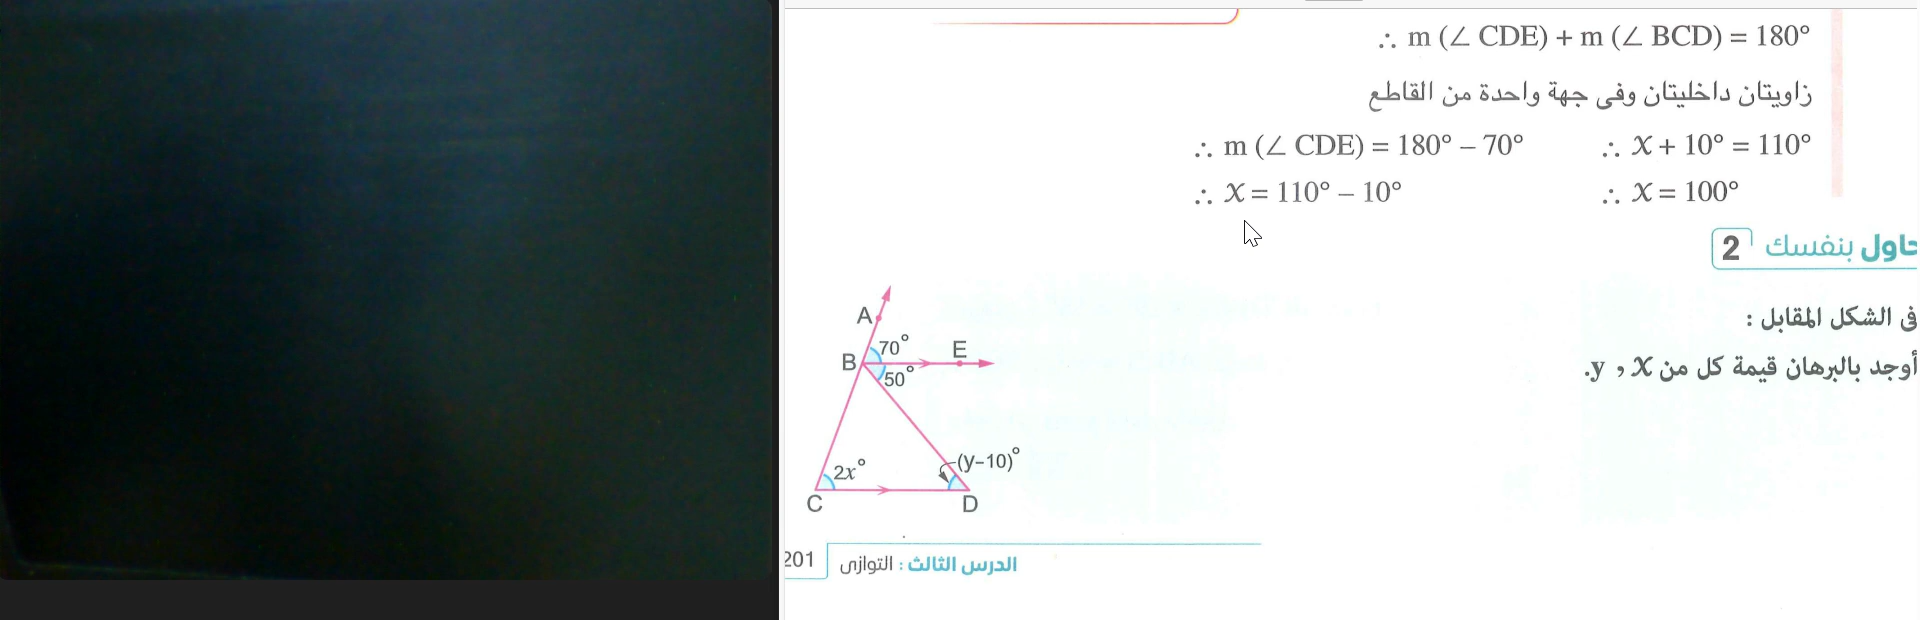 ∴ m (∠ CDE) + m (∠ BCD) = 180°
زاويتان داخليتان وفى جهة واحدة من القاطع
∴ m (∠ CDE) = 180° – 70° ∴ X + 10° = 110°
∴ X = 110° – 10° ∴ X = 100°
حاول بنفسك 2
فى الشكل المقابل :
أوجد بالبرهان قيمة كل من X ، y.
A
70°
B
E
50°
2x°
(y-10)°
C
D
201
الدرس الثالث : التوازى